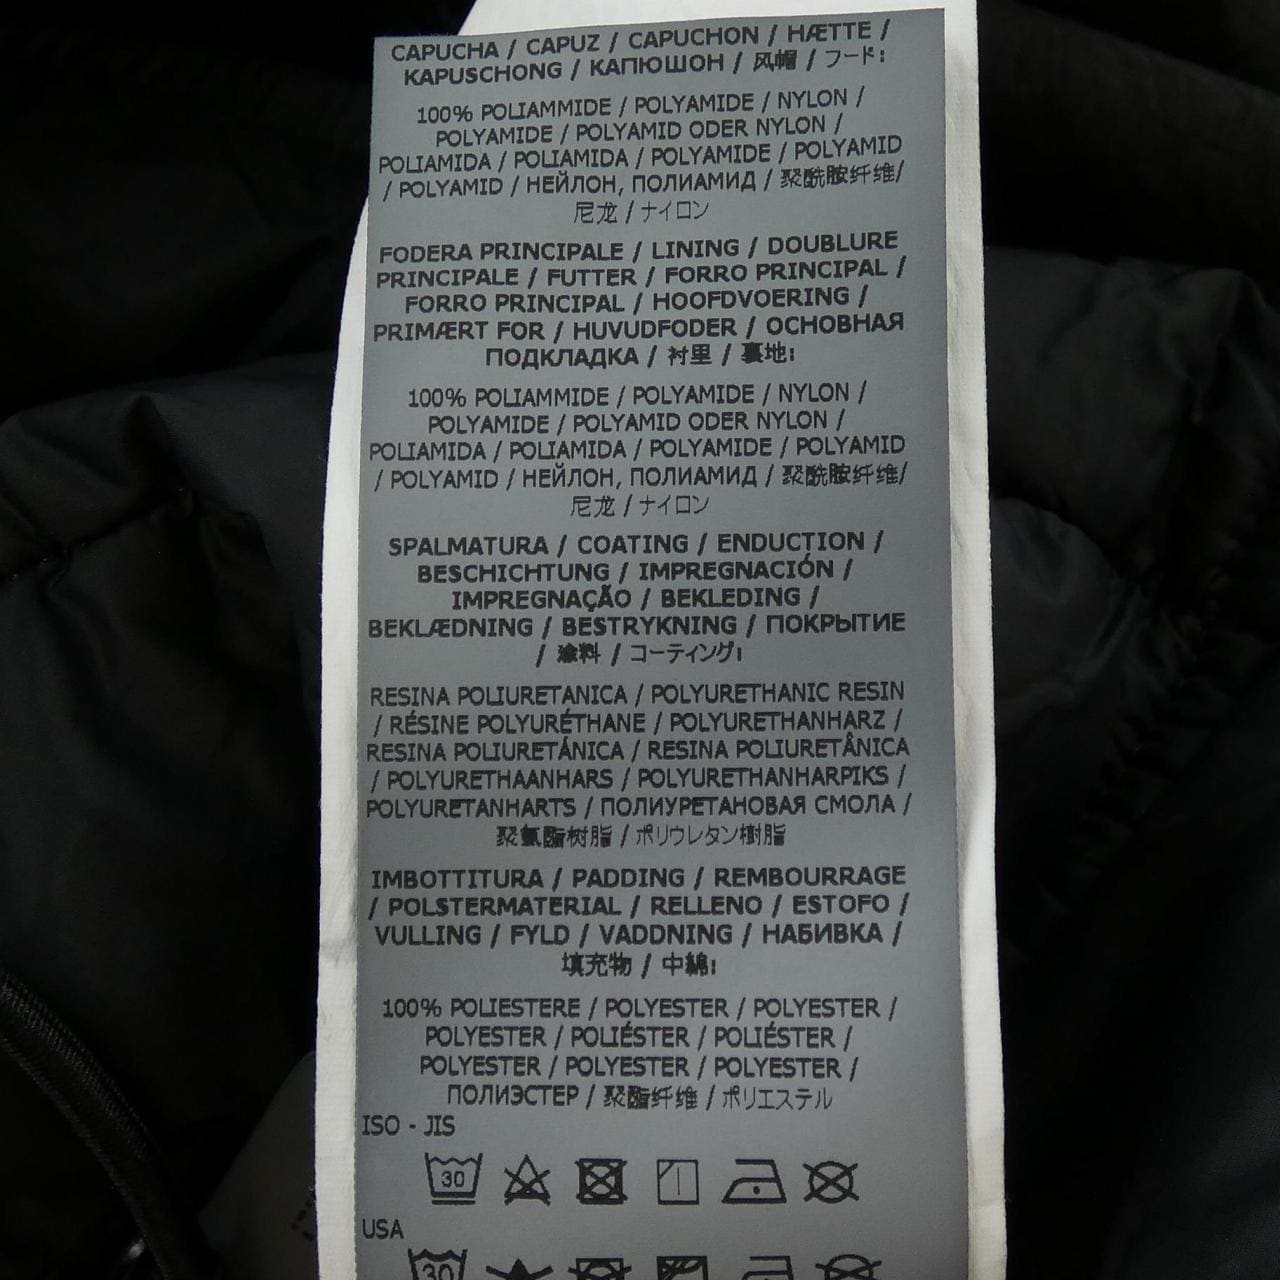 CAPUCHA / CAPUZ / CAPUCHON / HÆTTE /
KAPUSCHONG / КАПЮШОН / 风帽 / フード:
100% POLIAMMIDE / POLYAMIDE / NYLON /
POLYAMIDE / POLYAMID ODER NYLON /
POLIAMIDA / POLIAMIDA / POLYAMIDE / POLYAMID
/ POLYAMID / НЕЙЛОН, ПОЛИАМИД / 聚酰胺纤维/
尼龙 / ナイロン
FODERA PRINCIPALE / LINING / DOUBLURE
PRINCIPALE / FUTTER / FORRO PRINCIPAL /
FORRO PRINCIPAL / HOOFDVOERING /
PRIMÆRT FOR / HUVUDFODER / ОСНОВНАЯ
ПОДКЛАДКА / 衬里 / 裏地:
100% POLIAMMIDE / POLYAMIDE / NYLON /
POLYAMIDE / POLYAMID ODER NYLON /
POLIAMIDA / POLIAMIDA / POLYAMIDE / POLYAMID
/ POLYAMID / НЕЙЛОН, ПОЛИАМИД / 聚酰胺纤维/
尼龙 / ナイロン
SPALMATURA / COATING / ENDUCTION /
BESCHICHTUNG / IMPREGNACIÓN /
IMPREGNAÇÃO / BEKLEDING /
BEKLÆDNING / BESTRYKNING / ПОКРЫТИЕ
/ 涂料 / コーティング:
RESINA POLIURETANICA / POLYURETHANIC RESIN
/ RÉSINE POLYURÉTHANE / POLYURETHANHARZ /
RESINA POLIURETÁNICA / RESINA POLIURETÂNICA
/ POLYURETHAANHARS / POLYURETHANHARPIKS /
POLYURETANHARTS / ПОЛИУРЕТАНОВАЯ СМОЛА /
聚氨酯树脂 / ポリウレタン樹脂
IMBOTTITURA / PADDING / REMBOURRAGE
/ POLSTERMATERIAL / RELLENO / ESTOFO /
VULLING / FYLD / VADDNING / НАБИВКА /
填充物 / 中綿:
100% POLIESTERE / POLYESTER / POLYESTER /
POLYESTER / POLIÉSTER / POLIÉSTER /
POLYESTER / POLYESTER / POLYESTER /
ПОЛИЭСТЕР / 聚酯纤维 / ポリエステル
ISO - JIS
30
USA
30